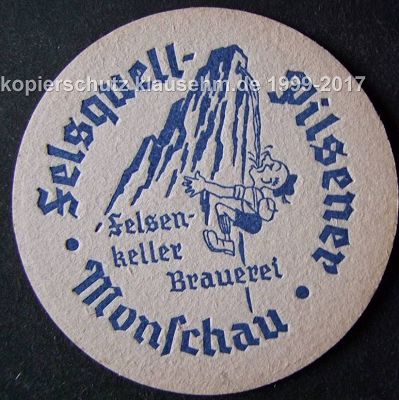 kopierschutz klausehm.de 1999-2017
Felsquell-Pilsener
Felsen-
keller
Brauerei
Monſchau